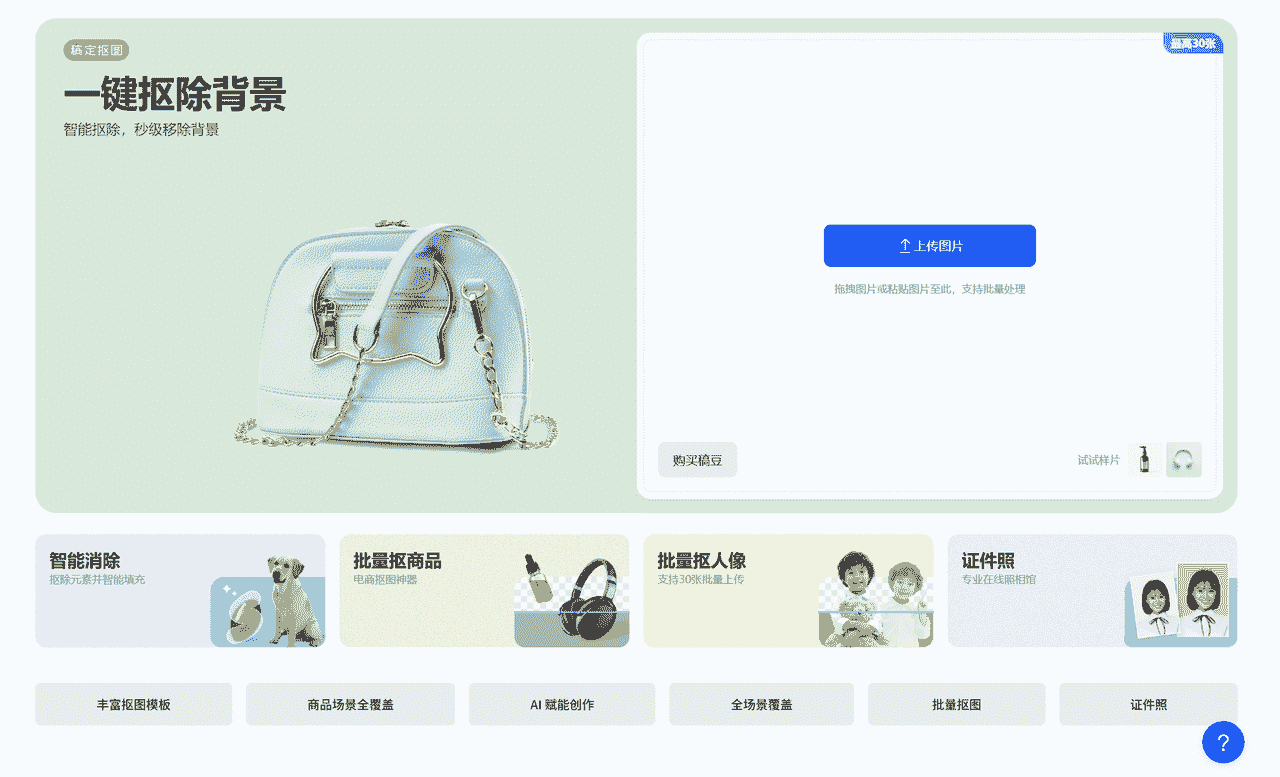 稿定抠图
一键抠除背景
智能抠除，秒级移除背景
最高30张
上传图片
拖拽图片或粘贴图片至此，支持批量处理
购买稿豆
试试样片
智能消除
抠除元素并智能填充
批量抠商品
电商抠图神器
批量抠人像
支持30张批量上传
证件照
专业在线照相馆
丰富抠图模板
商品场景全覆盖
AI 赋能创作
全场景覆盖
批量抠图
证件照
?